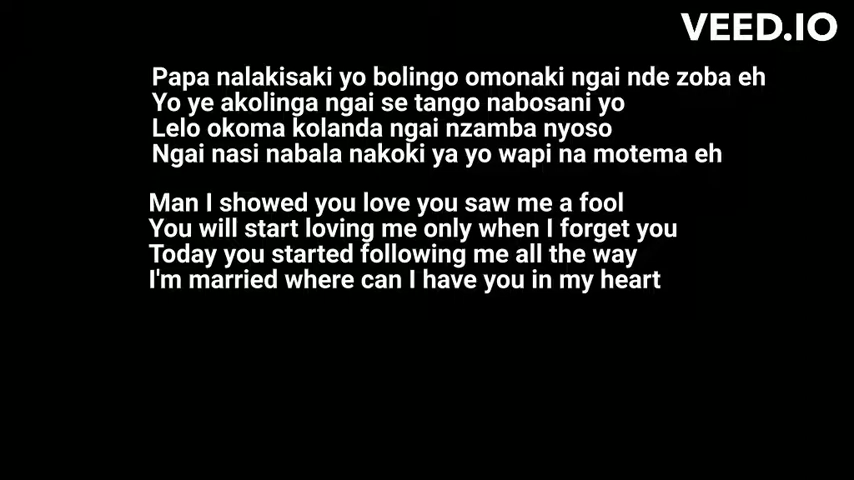 VEED.IO
Papa nalakisaki yo bolingo omonaki ngai nde zoba eh
Yo ye akolinga ngai se tango nabosani yo
Lelo okoma kolanda ngai nzamba nyoso
Ngai nasi nabala nakoki ya yo wapi na motema eh
Man I showed you love you saw me a fool
You will start loving me only when I forget you
Today you started following me all the way
I'm married where can I have you in my heart